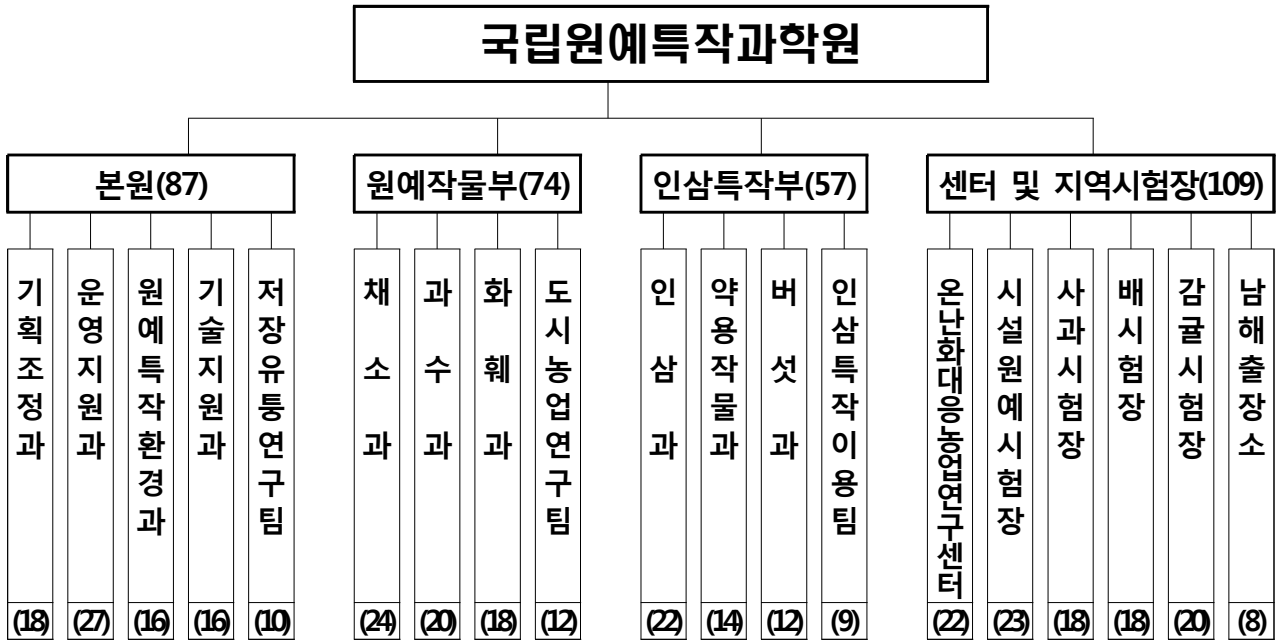 국립원예특작과학원
본원(87)
원예작물부(74)
인삼특작부(57)
센터 및 지역시험장(109)
기획조정과
(18)
운영지원과
(27)
원예특작환경과
(16)
기술지원과
(16)
저장유통연구팀
(10)
채소과
(24)
과수과
(20)
화훼과
(18)
도시농업연구팀
(12)
인삼과
(22)
약용작물과
(14)
버섯과
(12)
인삼특작이용팀
(9)
온난화대응농업연구센터
(22)
시설원예시험장
(23)
사과시험장
(18)
배시험장
(18)
감귤시험장
(20)
남해출장소
(8)